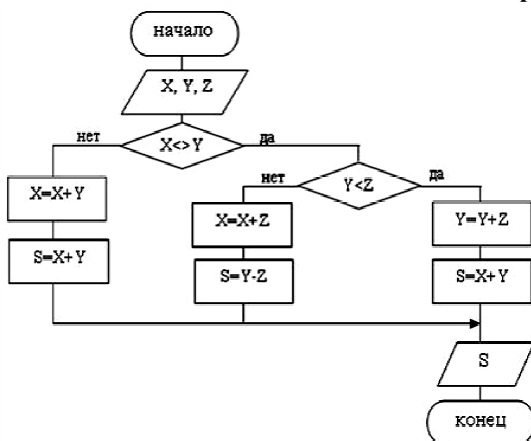 начало
X, Y, Z
нет
X<>Y
да
нет
Y<Z
да
X=X+Y
X=X+Z
Y=Y+Z
S=X+Y
S=Y-Z
S=X+Y
S
конец